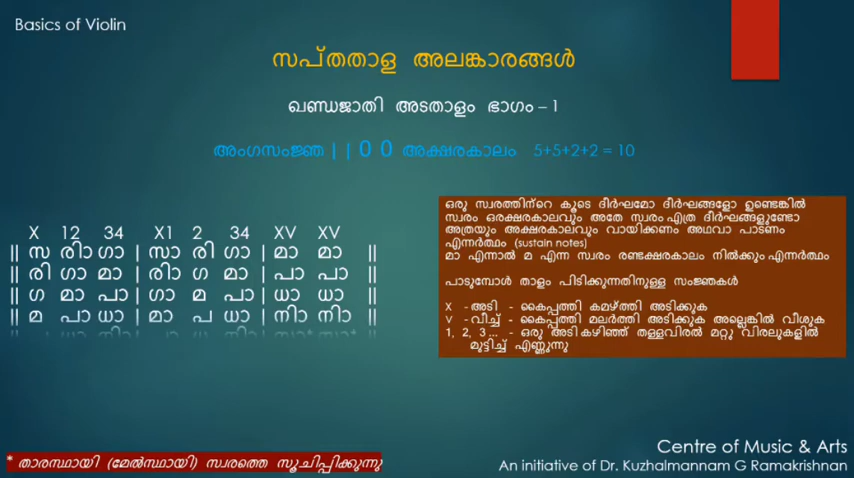 Basics of Violin
സപ്തതാള അലങ്കാരങ്ങൾ
ഖണ്ഡജാതി അടതാളം ഭാഗം – 1
അംഗസംജ്ഞ | | 0 0 അക്ഷരകാലം 5+5+2+2 = 10
X 12 34 X1 2 34 XV XV
|| സ രിാ ഗാ | സാ രി ഗാ | മാ മാ ||
|| രി ഗാ മാ | രിാ ഗ മാ | പാ പാ ||
|| ഗ മാ പാ | ഗാ മ പാ | ധാ ധാ ||
|| മ പാ ധാ | മാ പ ധാ | നിാ നിാ ||
ഒരു സ്വരത്തിന്റെ കൂടെ ദീർഘമോ ദീർഘങ്ങളോ ഉണ്ടെങ്കിൽ
സ്വരം ഒരക്ഷരകാലവും അതേ സ്വരം എത്ര ദീർഘങ്ങളുണ്ടോ
അത്രയും അക്ഷരകാലവും വായിക്കണം അഥവാ പാടണം
എന്നർത്ഥം (sustain notes)
മാ എന്നാൽ മ എന്ന സ്വരം രണ്ടക്ഷരകാലം നിൽക്കും എന്നർത്ഥം
പാടുമ്പോൾ താളം പിടിക്കുന്നതിനുള്ള സംജ്ഞകൾ
X - അടി - കൈപ്പത്തി കമഴ്ത്തി അടിക്കുക
V - വീച്ച് - കൈപ്പത്തി മലർത്തി അടിക്കുക അല്ലെങ്കിൽ വീശുക
1, 2, 3... - ഒരു അടി കഴിഞ്ഞ് തള്ളവിരൽ മറ്റു വിരലുകളിൽ
മുട്ടിച്ച് എണ്ണുന്നു
* താരസ്ഥായി (മേൽസ്ഥായി) സ്വരത്തെ സൂചിപ്പിക്കുന്നു
Centre of Music & Arts
An initiative of Dr. Kuzhalmannam G Ramakrishnan